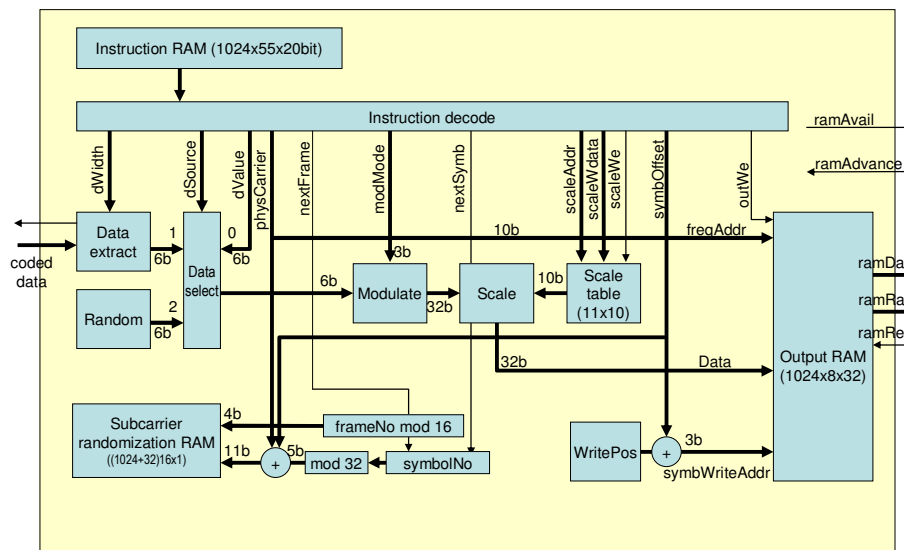 Instruction RAM (1024x55x20bit)
Instruction decode
ramAvail
ramAdvance
dWidth
dSource
dValue
physCarrier
nextFrame
modMode
nextSymb
scaleAddr
scaleWdata
scaleWe
symbOffset
outWe
Data
extract
1
6b
0
6b
coded
data
Data
select
Random
2
6b
6b
3b
Modulate
32b
Scale
10b
Scale
table
(11x10)
10b
freqAddr
ramDa
ramRa
ramRe
32b
Data
Output RAM
(1024x8x32)
Subcarrier
randomization RAM
((1024+32)16x1)
4b
frameNo mod 16
11b
+
5b
mod 32
symbolNo
WritePos
+
3b
symbWriteAddr